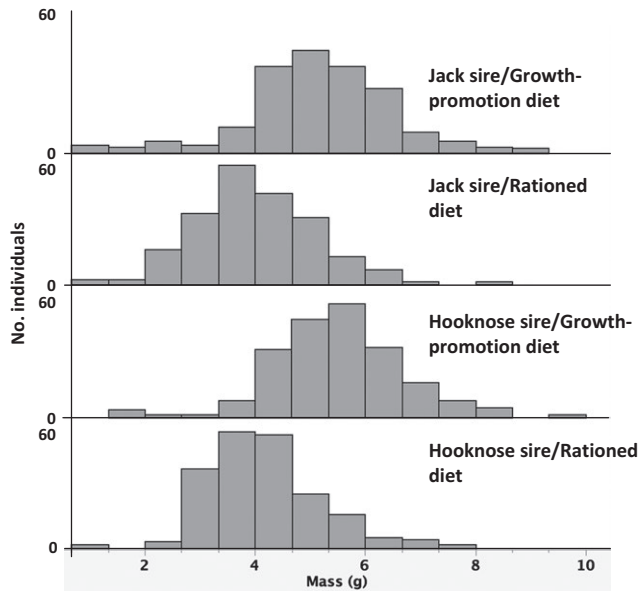 60
Jack sire/Growth-
promotion diet
0
60
Jack sire/Rationed
diet
0
No. individuals
60
Hooknose sire/Growth-
promotion diet
0
60
Hooknose sire/Rationed
diet
0
2 4 6 8 10
Mass (g)